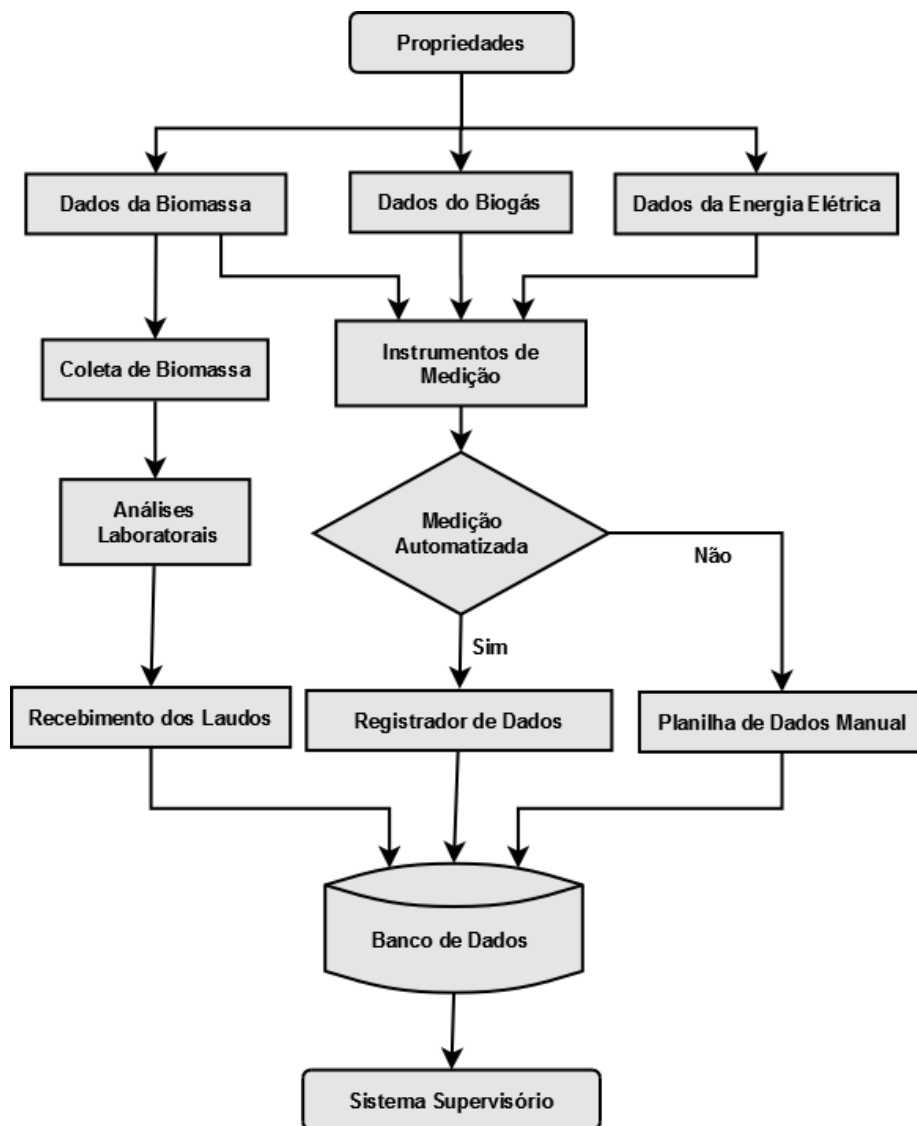 Propriedades
Dados da Biomassa
Dados do Biogás
Dados da Energia Elétrica
Coleta de Biomassa
Instrumentos de
Medição
Análises
Laboratorais
Medição
Automatizada
Não
Sim
Recebimento dos Laudos
Registrador de Dados
Planilha de Dados Manual
Banco de Dados
Sistema Supervisório